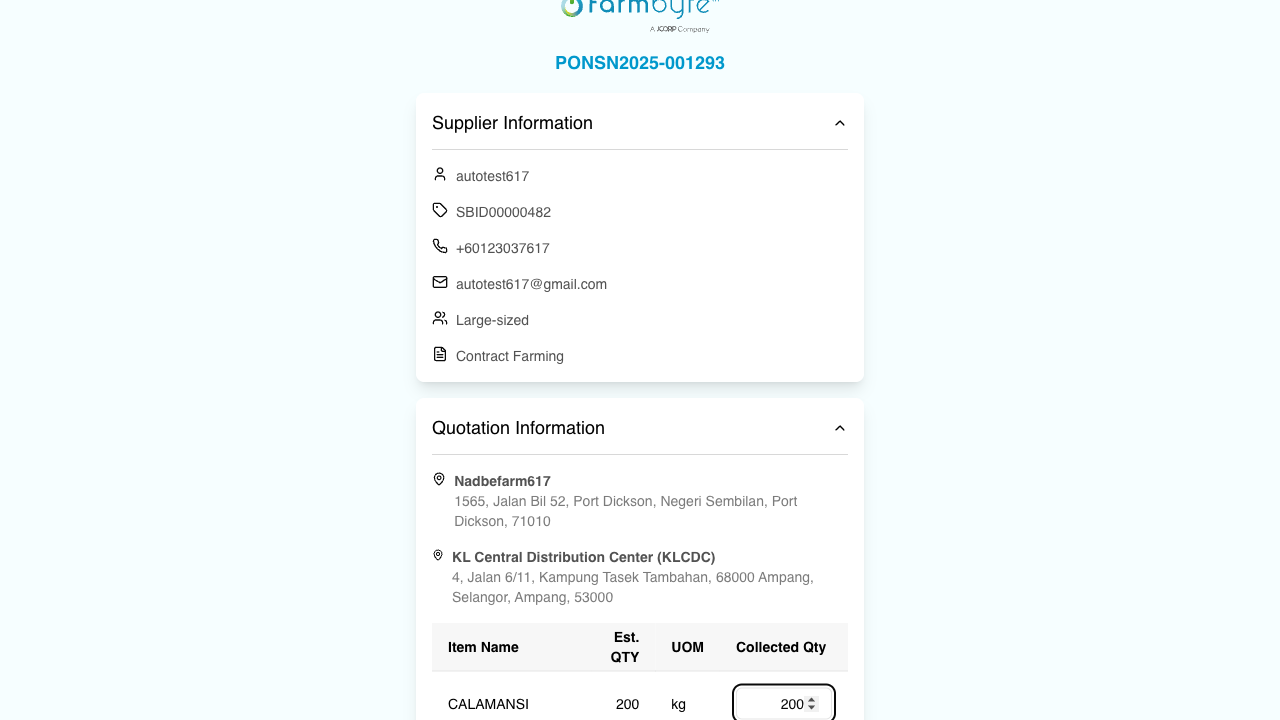 farmbyte™
A JCORP Company
PONSN2025-001293
Supplier Information
autotest617
SBID00000482
+60123037617
autotest617@gmail.com
Large-sized
Contract Farming
Quotation Information
Nadbefarm617
1565, Jalan Bil 52, Port Dickson, Negeri Sembilan, Port
Dickson, 71010
KL Central Distribution Center (KLCDC)
4, Jalan 6/11, Kampung Tasek Tambahan, 68000 Ampang,
Selangor, Ampang, 53000
Item Name Est. QTY UOM Collected Qty
CALAMANSI 200 kg 200